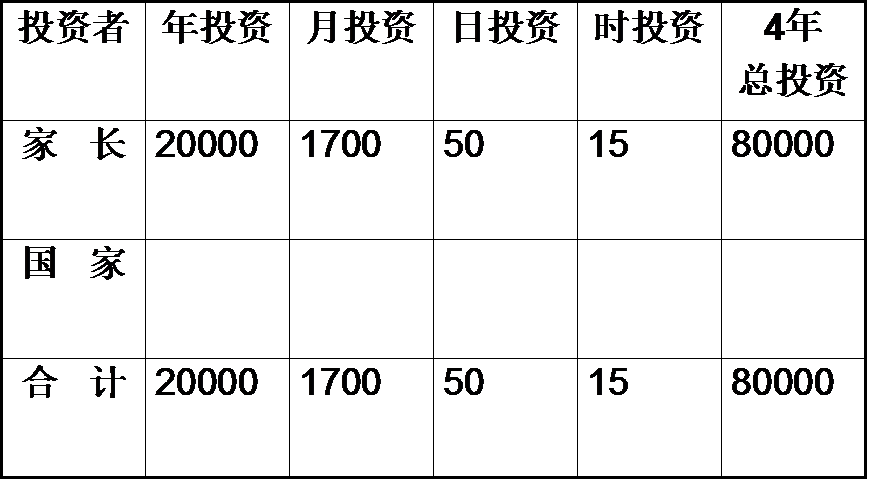 投资者 年投资 月投资 日投资 时投资 4年
总投资
家 长 20000 1700 50 15 80000
国 家
合 计 20000 1700 50 15 80000